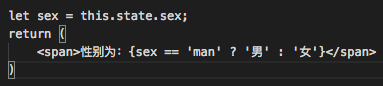 let sex = this.state.sex;
return (
<span>性别为：{sex == 'man' ? '男' : '女'}</span>
)